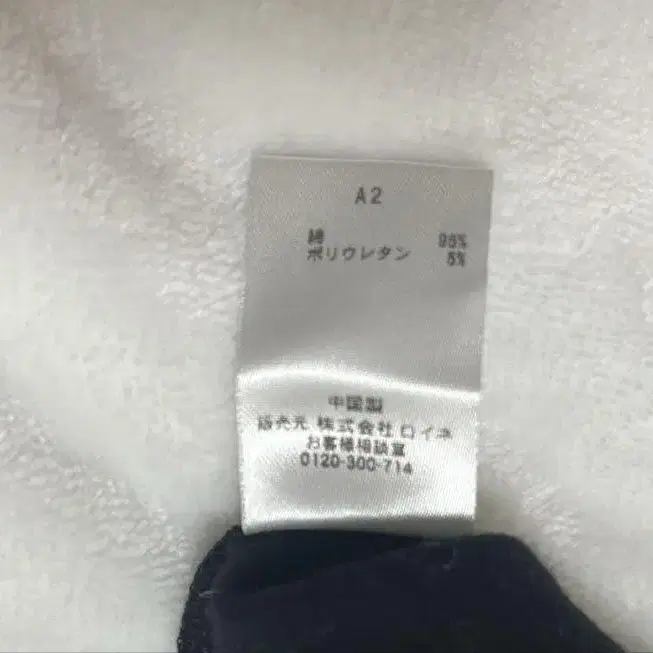 A2
綿 95%
ポリウレタン 5%
中国製
販売元 株式会社 ロイネ
お客様相談室
0120-300-714